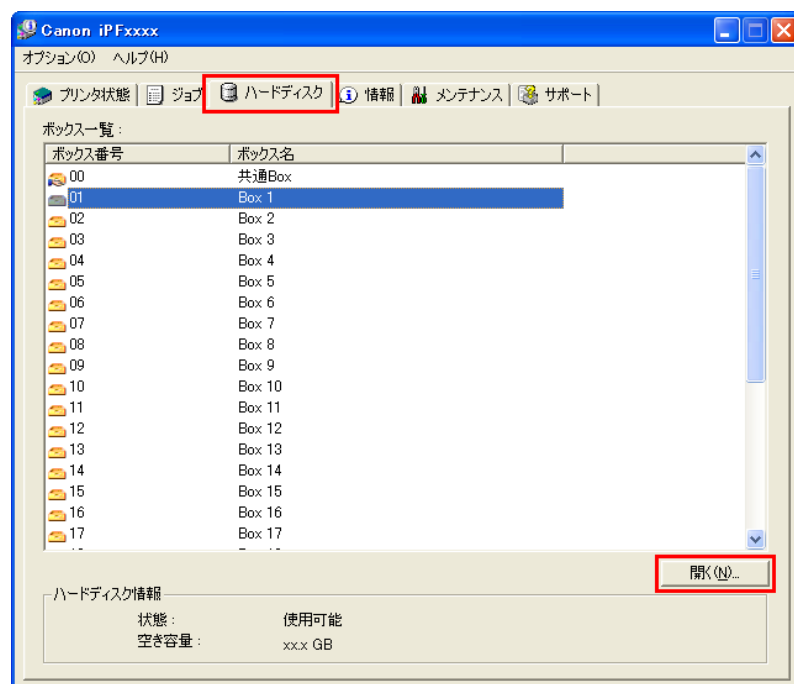 Canon iPFxxxx
オプション(O) ヘルプ(H)
プリンタ状態 ジョブ ハードディスク 情報 メンテナンス サポート
ボックス一覧 :
ボックス番号 ボックス名
00 共通Box
01 Box 1
02 Box 2
03 Box 3
04 Box 4
05 Box 5
06 Box 6
07 Box 7
08 Box 8
09 Box 9
10 Box 10
11 Box 11
12 Box 12
13 Box 13
14 Box 14
15 Box 15
16 Box 16
17 Box 17
開く(N)...
ハードディスク情報
状態 : 使用可能
空き容量 : xx.x GB